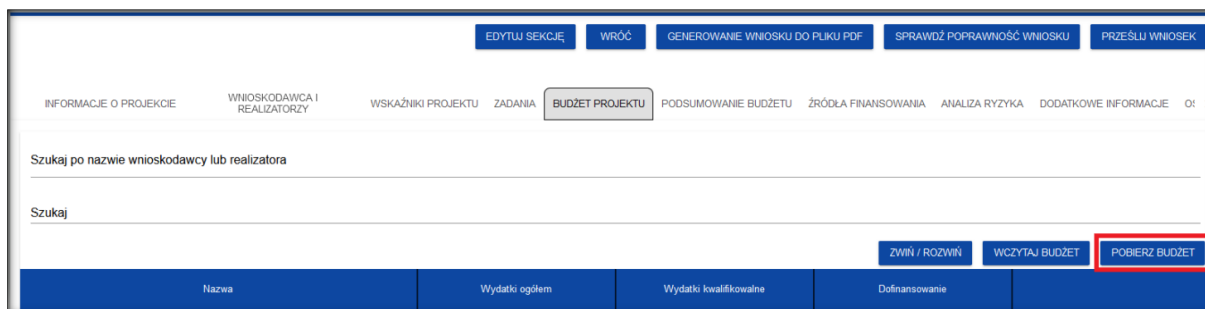 EDYTUJ SEKCJĘ WRÓĆ GENEROWANIE WNIOSKU DO PLIKU PDF SPRAWDŹ POPRAWNOŚĆ WNIOSKU PRZEŚLIJ WNIOSEK
INFORMACJE O PROJEKCIE WNIOSKODAWCA I REALIZATORZY WSKAŹNIKI PROJEKTU ZADANIA BUDŻET PROJEKTU PODSUMOWANIE BUDŻETU ŹRÓDŁA FINANSOWANIA ANALIZA RYZYKA DODATKOWE INFORMACJE
Szukaj po nazwie wnioskodawcy lub realizatora
Szukaj
ZWIŃ / ROZWIŃ WCZYTAJ BUDŻET POBIERZ BUDŻET
Nazwa Wydatki ogółem Wydatki kwalifikowalne Dofinansowanie